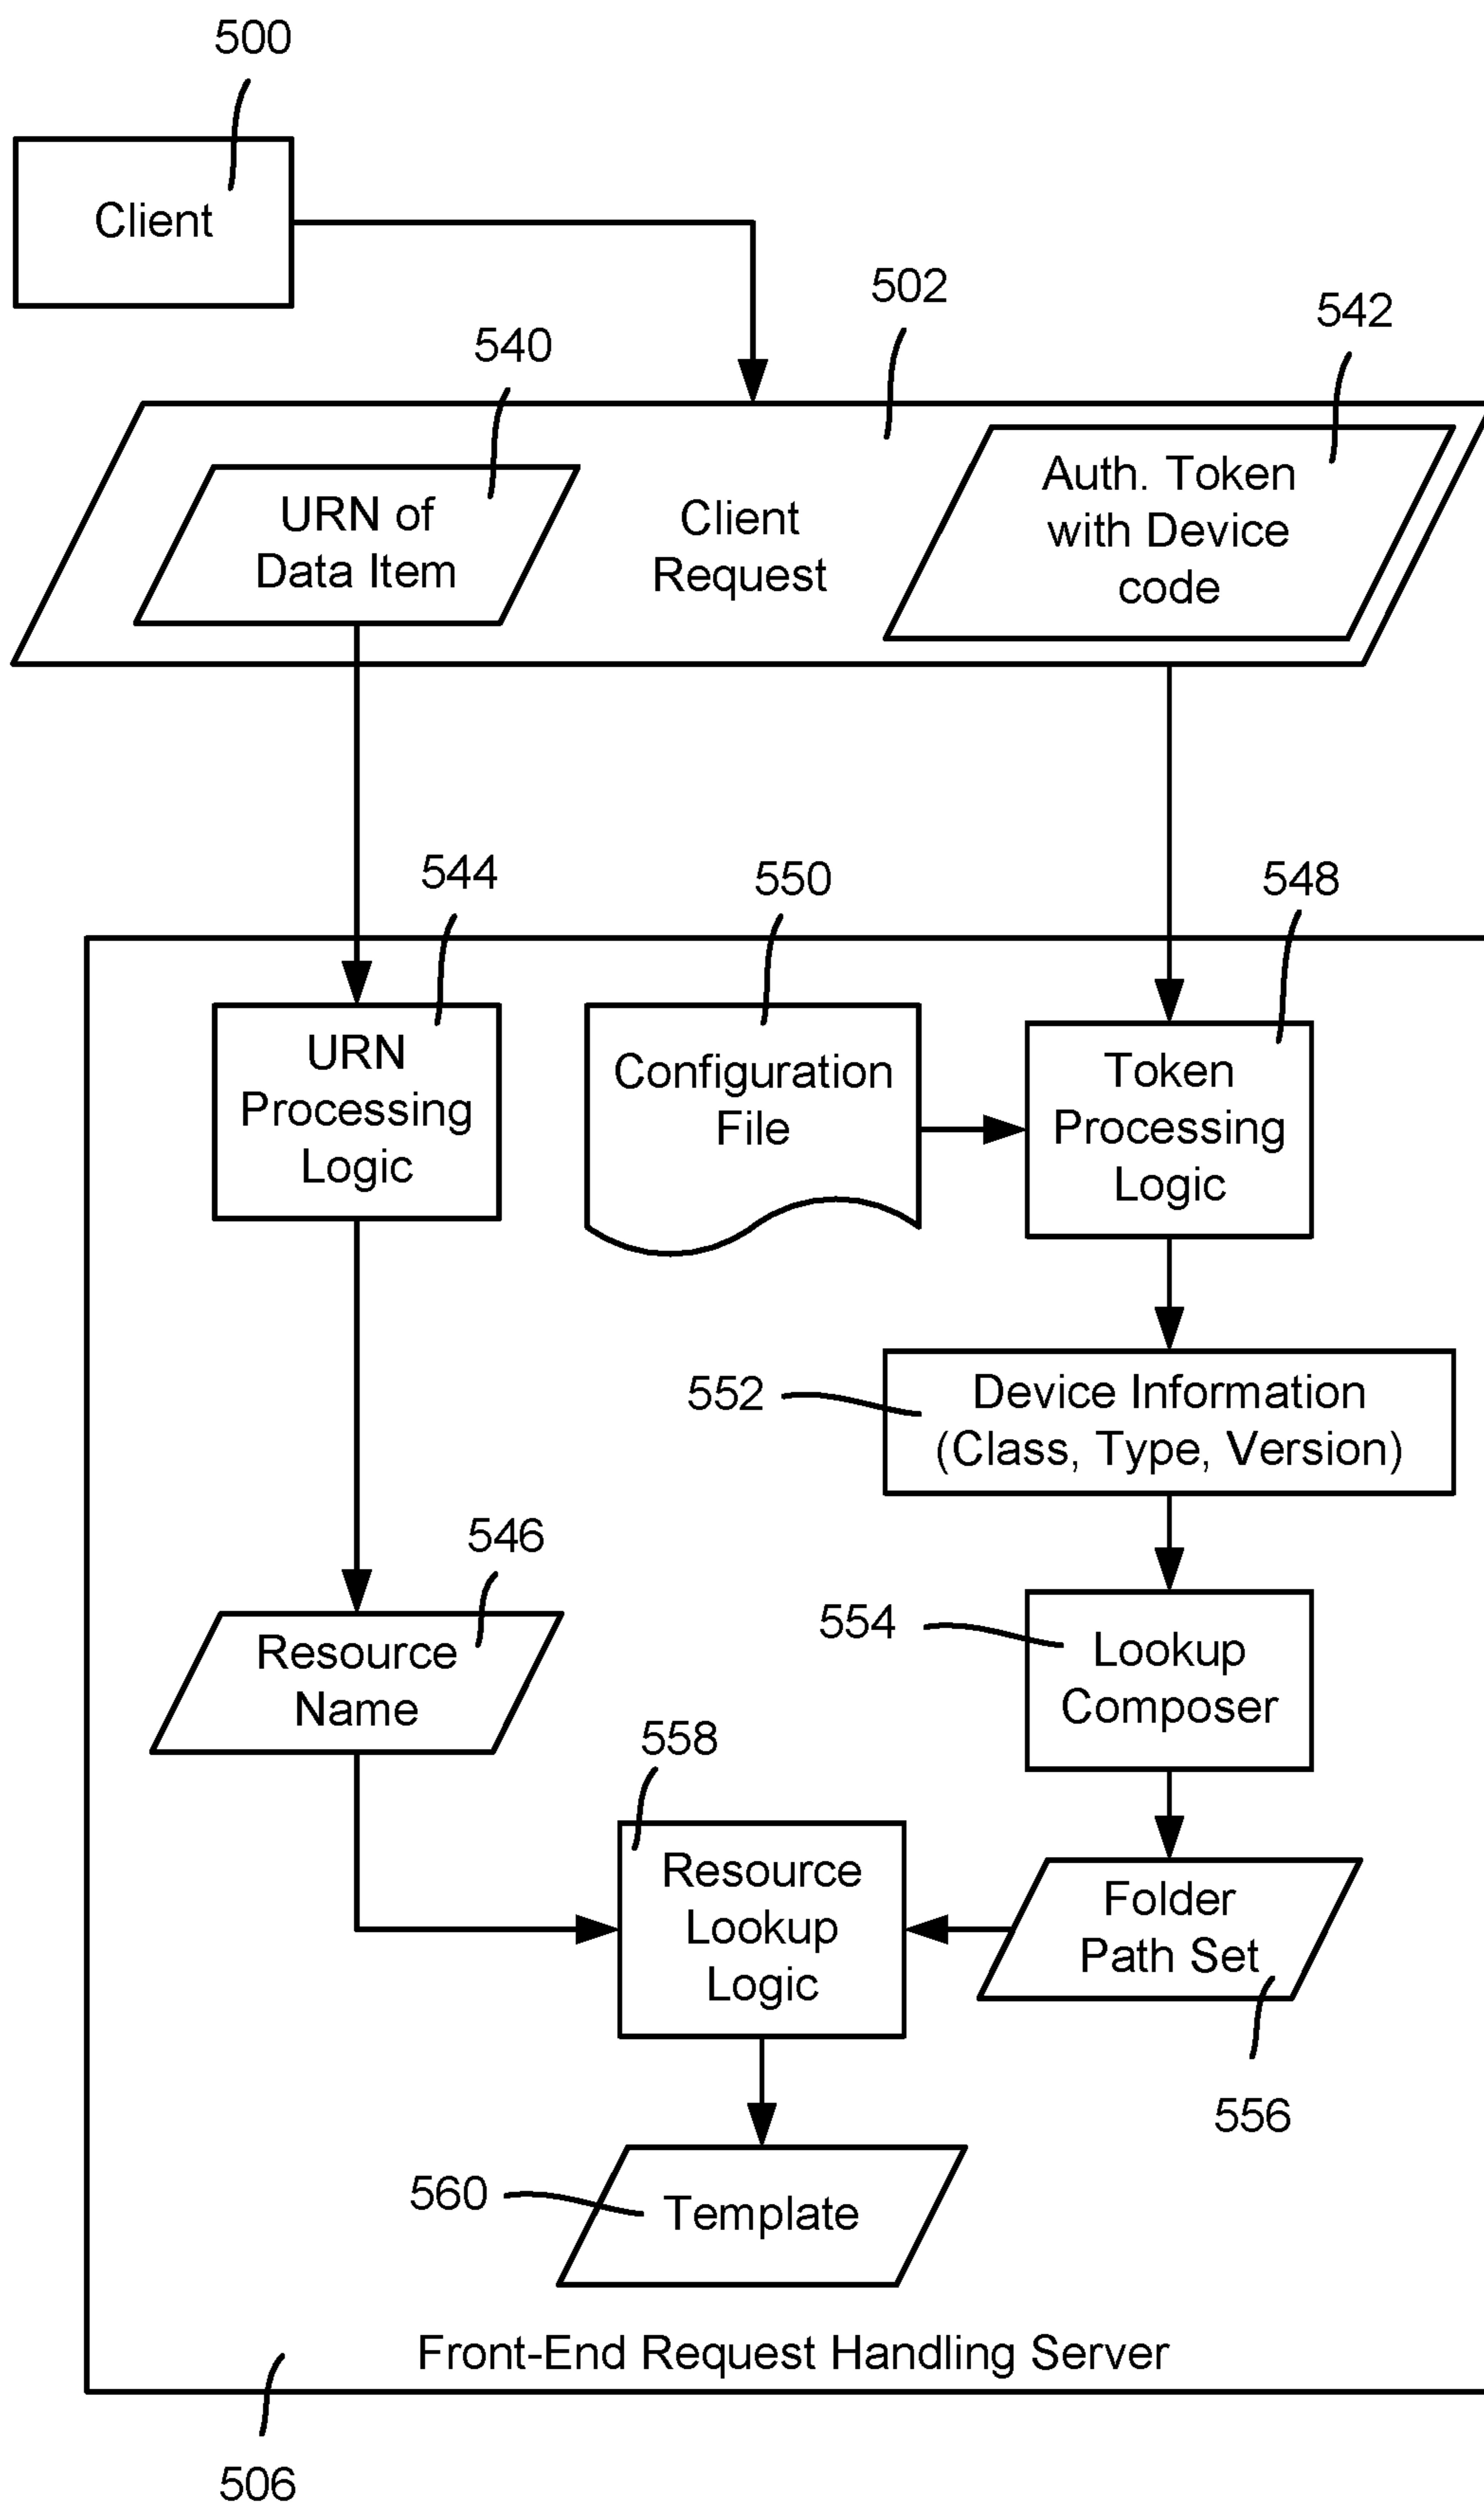 500
Client
502
542
540
URN of
Data Item
Client
Request
Auth. Token
with Device
code
544
550
548
URN
Processing
Logic
Configuration
File
Token
Processing
Logic
552
Device Information
(Class, Type, Version)
546
Resource
Name
554
Lookup
Composer
558
Resource
Lookup
Logic
Folder
Path Set
556
560
Template
Front-End Request Handling Server
506